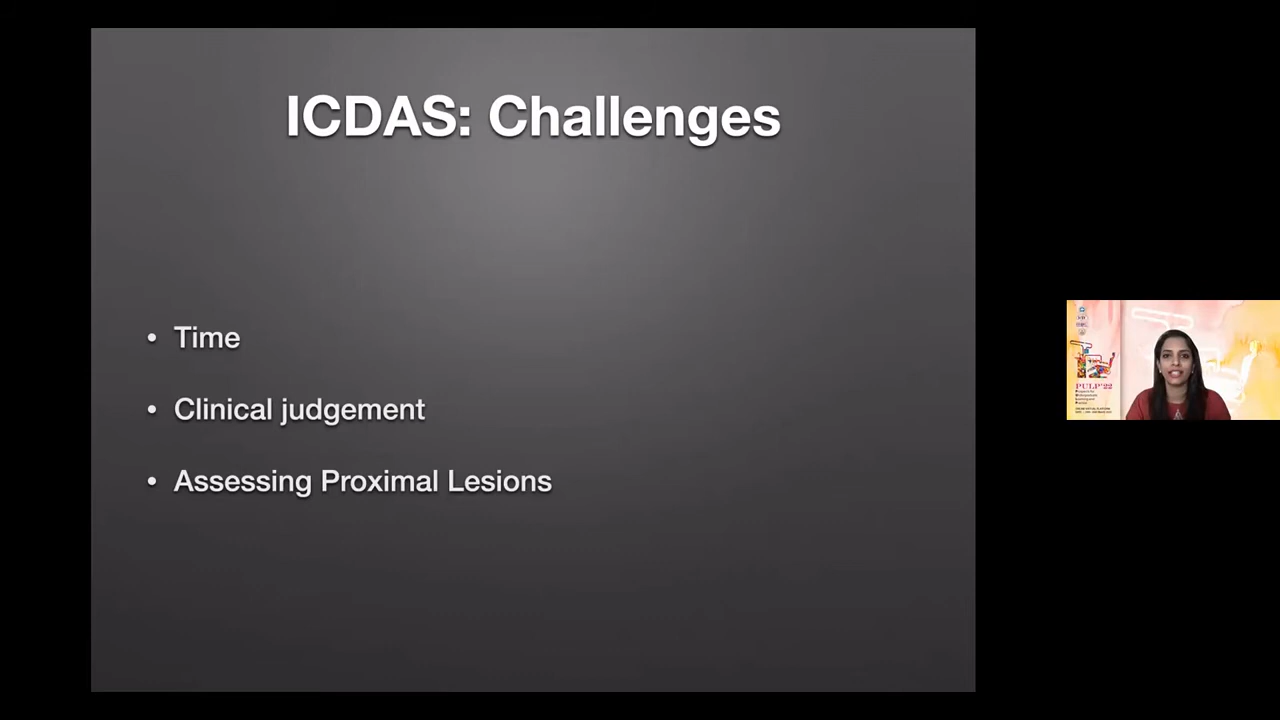 ICDAS: Challenges
• Time
• Clinical judgement
• Assessing Proximal Lesions
PULP'22